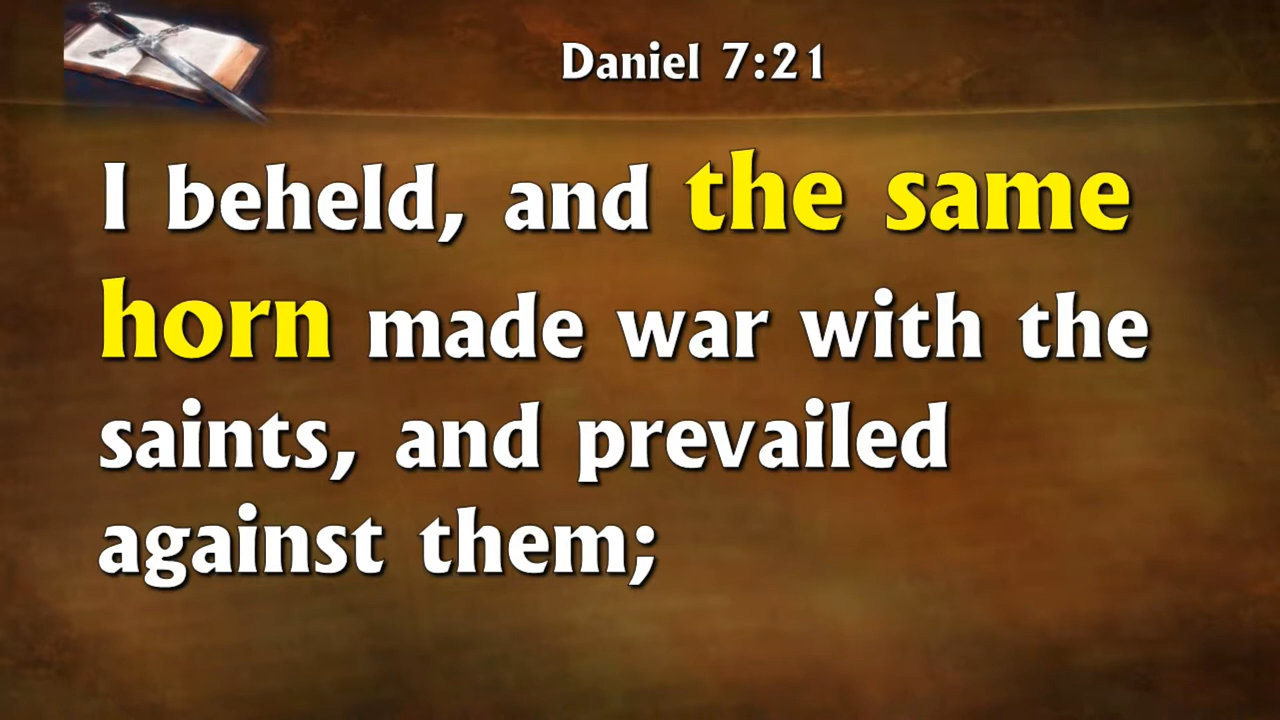 Daniel 7:21
I beheld, and the same
horn made war with the
saints, and prevailed
against them;